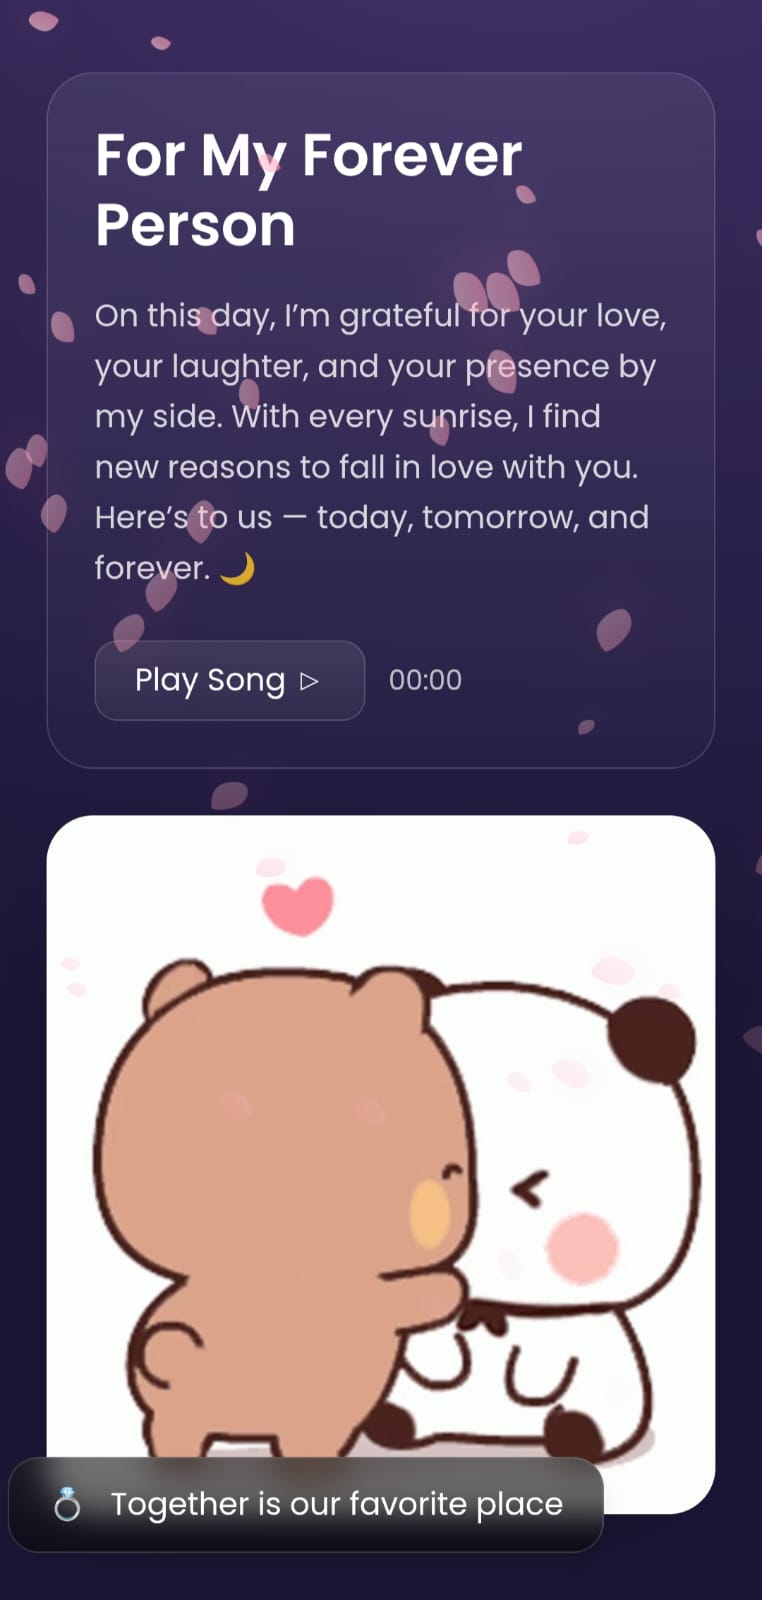 For My Forever
Person
On this day, I’m grateful for your love,
your laughter, and your presence by
my side. With every sunrise, I find
new reasons to fall in love with you.
Here’s to us — today, tomorrow, and
forever. 🌙
Play Song ▷ 00:00
💍 Together is our favorite place